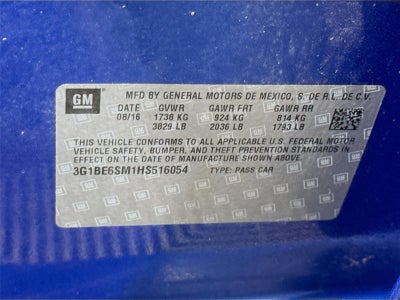 GM
MFD BY GENERAL MOTORS DE MEXICO, S. DE R.L. DE C.V.
DATE GVWR GAWR FRT GAWR RR
08/16 1738 KG 924 KG 814 KG
3829 LB 2036 LB 1793 LB
THIS VEHICLE CONFORMS TO ALL APPLICABLE U.S. FEDERAL MOTOR
VEHICLE SAFETY, BUMPER, AND THEFT PREVENTION STANDARDS
IN EFFECT ON THE DATE OF MANUFACTURE SHOWN ABOVE.
3G1BE6SM1HS516054 TYPE: PASS CAR